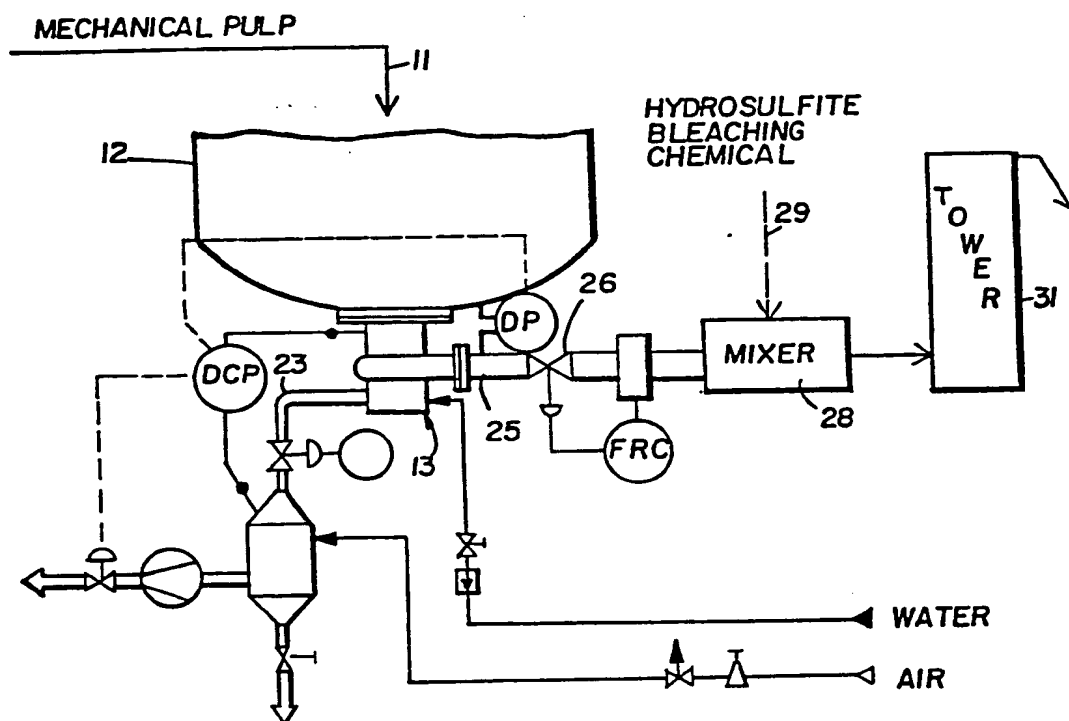 MECHANICAL PULP
11
12
HYDROSULFITE
BLEACHING
CHEMICAL
29
TOWER
31
26
DP
DCP
23
MIXER
28
25
13
FRC
WATER
AIR